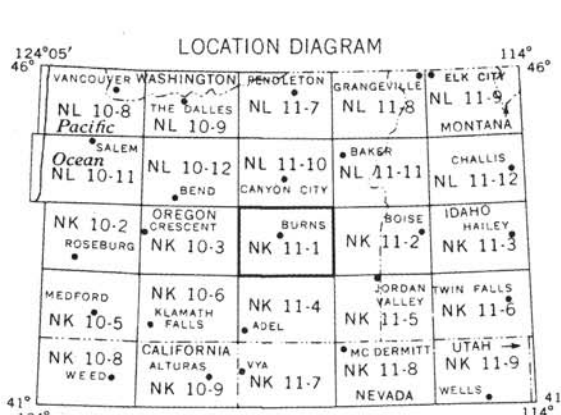 LOCATION DIAGRAM
124°05'
114°
46°
46°
VANCOUVER
WASHINGTON
PENDLETON
GRANGEVILLE
ELK CITY
NL 10-8
THE DALLES
NL 11-7
NL 11-8
NL 11-9
Pacific
NL 10-9
MONTANA
SALEM
Ocean
NL 10-12
NL 11-10
BAKER
CHALLIS
NL 10-11
BEND
CANYON CITY
NL 11-11
NL 11-12
NK 10-2
OREGON
BURNS
BOISE
IDAHO
CRESCENT
HAILEY
ROSEBURG
NK 10-3
NK 11-1
NK 11-2
NK 11-3
MEDFORD
NK 10-6
NK 11-4
JORDAN
TWIN FALLS
VALLEY
NK 11-6
NK 10-5
KLAMATH
FALLS
ADEL
NK 11-5
NK 10-8
CALIFORNIA
VYA
MC DERMITT
UTAH
WEED
ALTURAS
NK 11-7
NK 11-8
NK 11-9
NK 10-9
NEVADA
WELLS
41°
41°
114°